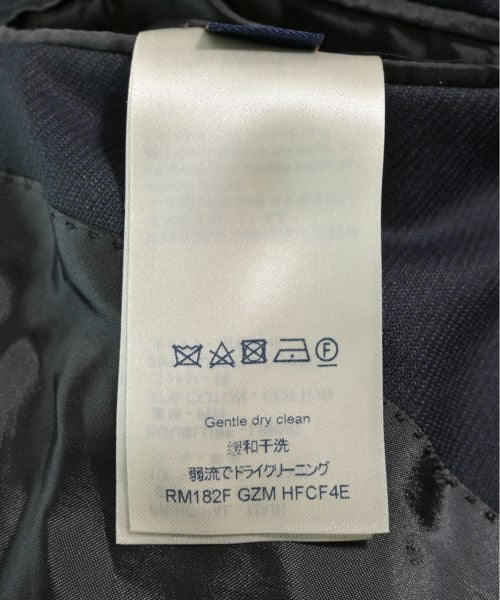 F
Gentle dry clean
缓和干洗
弱流でドライクリーニング
RM182F GZM HFCF4E